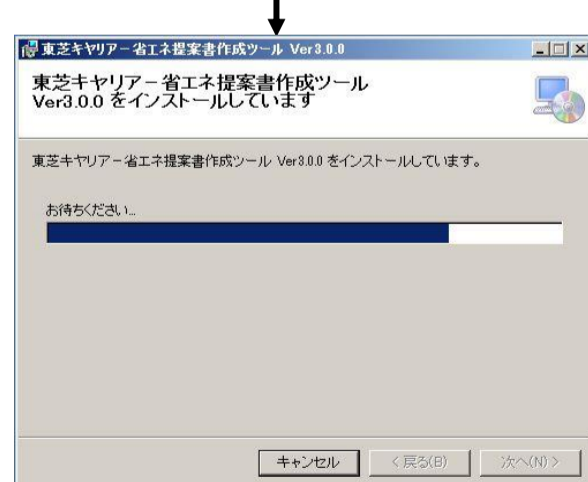 東芝キヤリアー省エネ提案書作成ツール Ver3.0.0
東芝キヤリアー省エネ提案書作成ツール
Ver3.0.0 をインストールしています
東芝キヤリアー省エネ提案書作成ツール Ver3.0.0 をインストールしています。
お待ちください...
キャンセル
< 戻る(B)
次へ(N) >